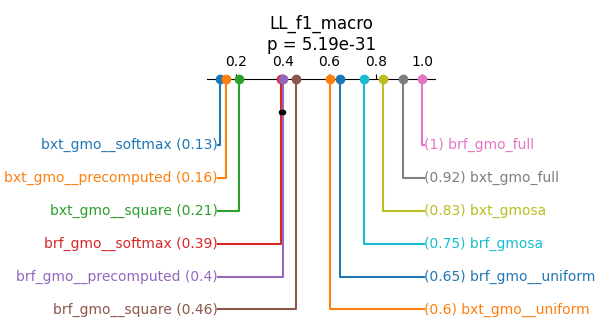 LL_f1_macro
p = 5.19e-31
0.2 0.4 0.6 0.8 1.0
bxt_gmo__softmax (0.13)
(1) brf_gmo_full
bxt_gmo__precomputed (0.16)
(0.92) bxt_gmo_full
bxt_gmo__square (0.21)
(0.83) bxt_gmosa
brf_gmo__softmax (0.39)
(0.75) brf_gmosa
brf_gmo__precomputed (0.4)
(0.65) brf_gmo__uniform
brf_gmo__square (0.46)
(0.6) bxt_gmo__uniform